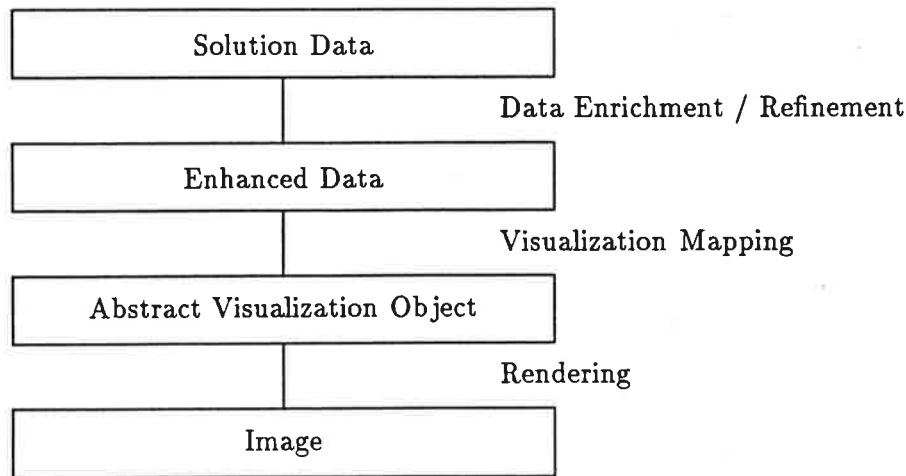 Solution Data
Data Enrichment / Refinement
Enhanced Data
Visualization Mapping
Abstract Visualization Object
Rendering
Image